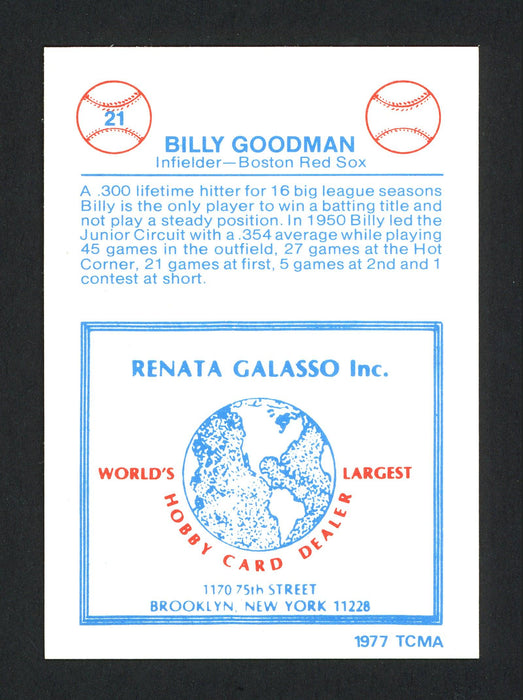 21
BILLY GOODMAN
Infielder—Boston Red Sox
A .300 lifetime hitter for 16 big league seasons
Billy is the only player to win a batting title and
not play a steady position. In 1950 Billy led the
Junior Circuit with a .354 average while playing
45 games in the outfield, 27 games at the Hot
Corner, 21 games at first, 5 games at 2nd and 1
contest at short.
RENATA GALASSO Inc.
WORLD'S LARGEST
HOBBY CARD DEALER
1170 75th STREET
BROOKLYN, NEW YORK 11228
1977 TCMA